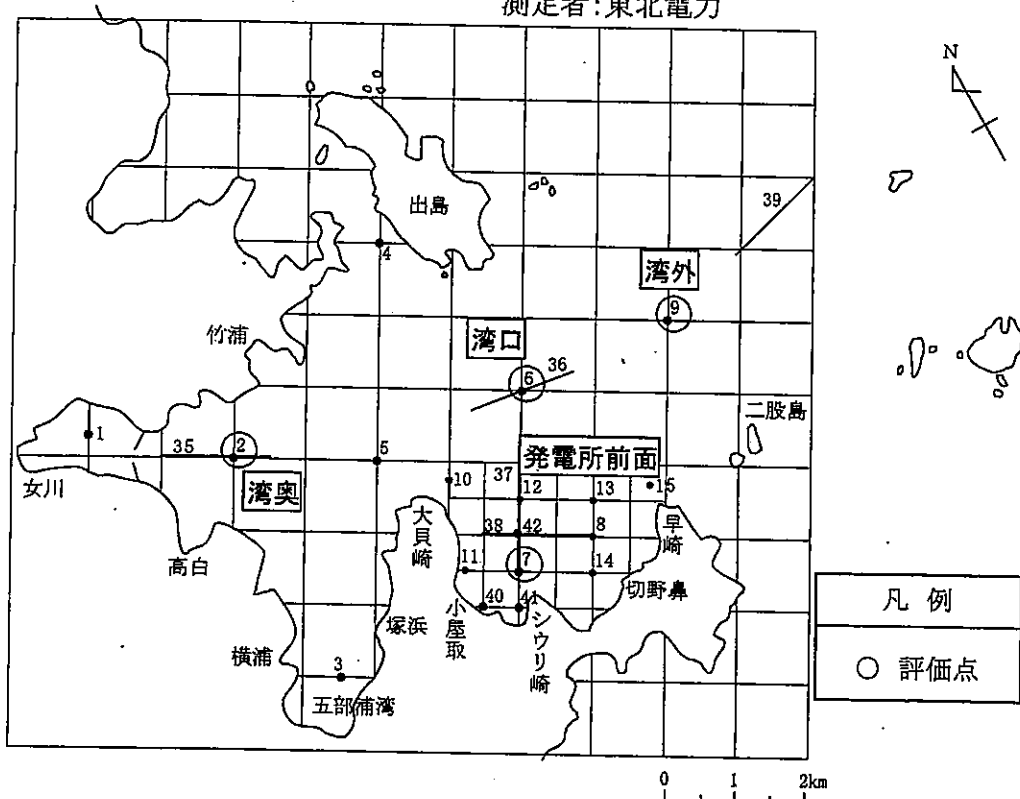 測定者：東北電力
N
出島
39
4
湾外
9
竹浦
湾口
6
36
二股島
1
35
2
5
発電所前面
女川
湾奥
10
37
12
13
15
大貝崎
38
42
8
早崎
高白
11
7
14
切野鼻
40
41
小屋取
シウリ崎
塚浜
横浦
3
五部浦湾
凡例
○ 評価点
0 1 2km